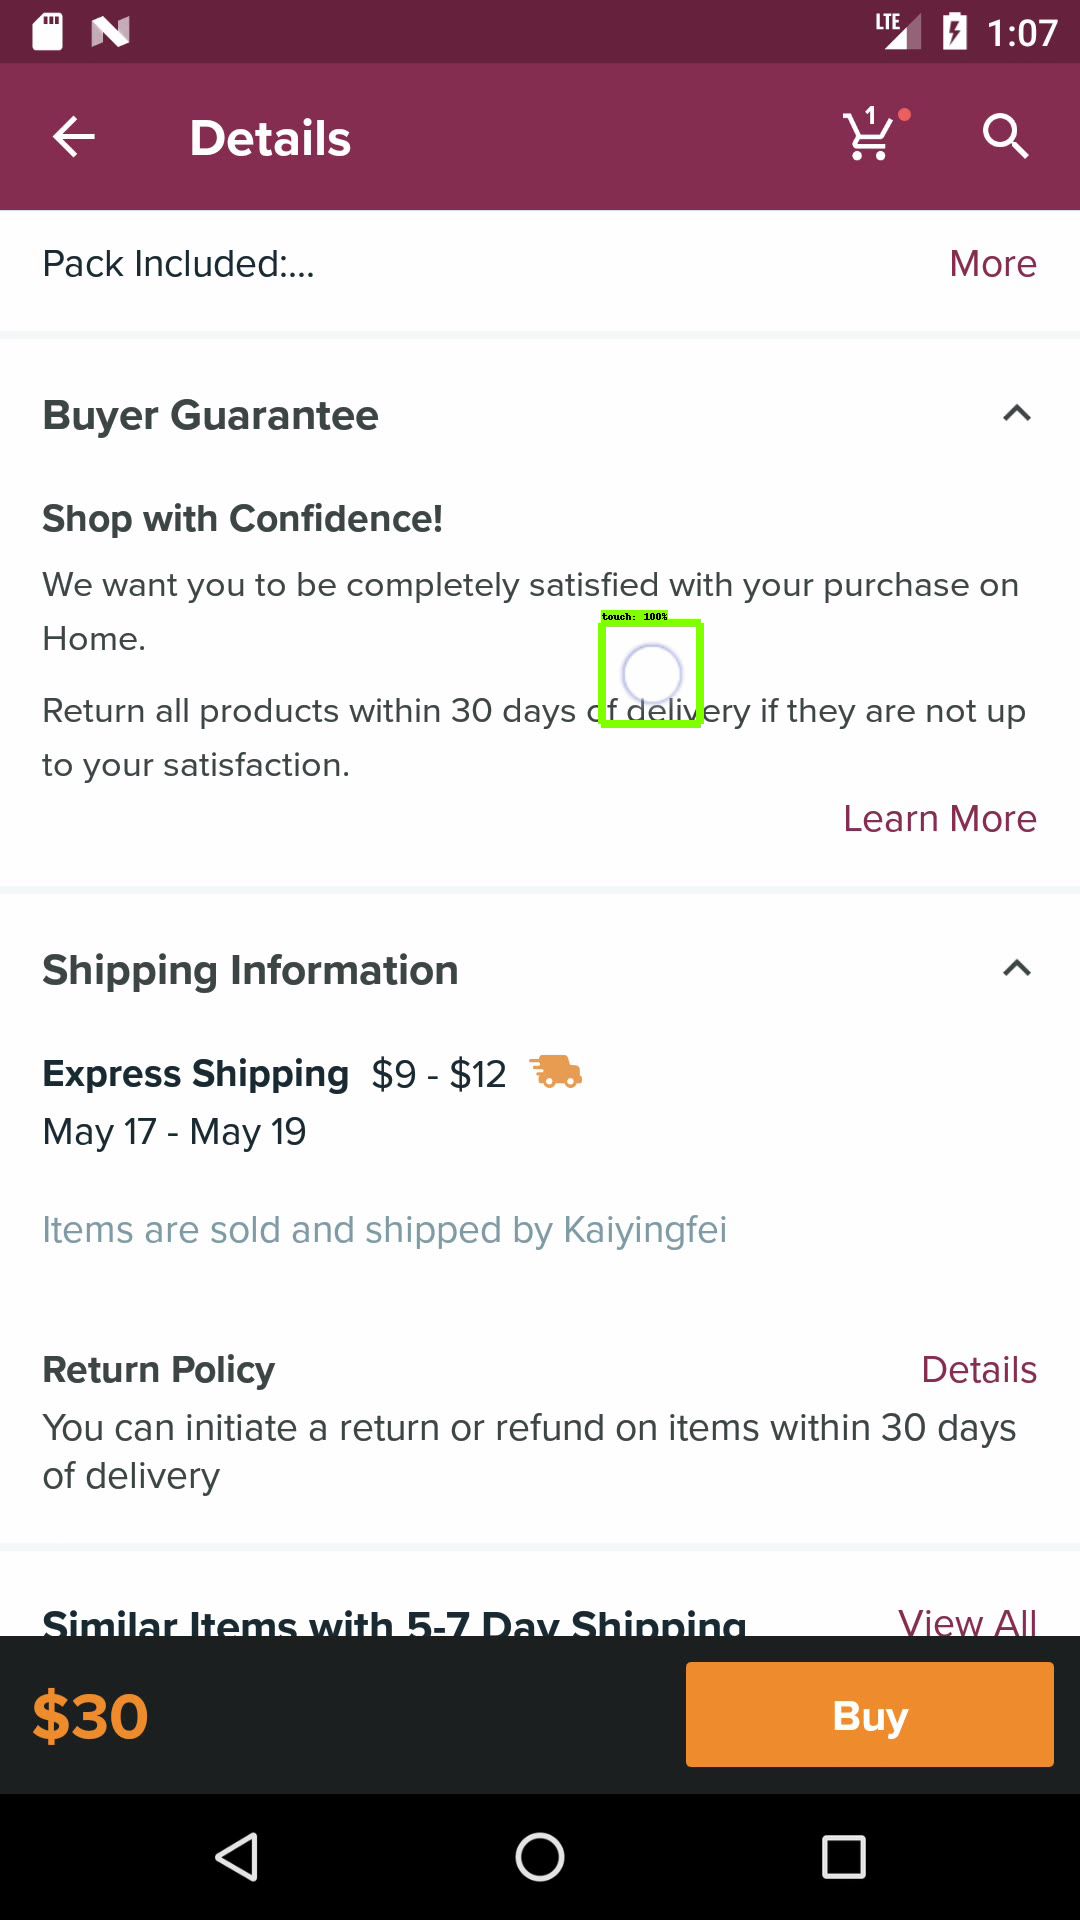 LTE 1:07
Details 1
Pack Included:... More
Buyer Guarantee
Shop with Confidence!
We want you to be completely satisfied with your purchase on
Home.
touch: 100%
Return all products within 30 days of delivery if they are not up
to your satisfaction.
Learn More
Shipping Information
Express Shipping $9 - $12
May 17 - May 19
Items are sold and shipped by Kaiyingfei
Return Policy Details
You can initiate a return or refund on items within 30 days
of delivery
Similar Items with 5-7 Day Shipping View All
$30 Buy